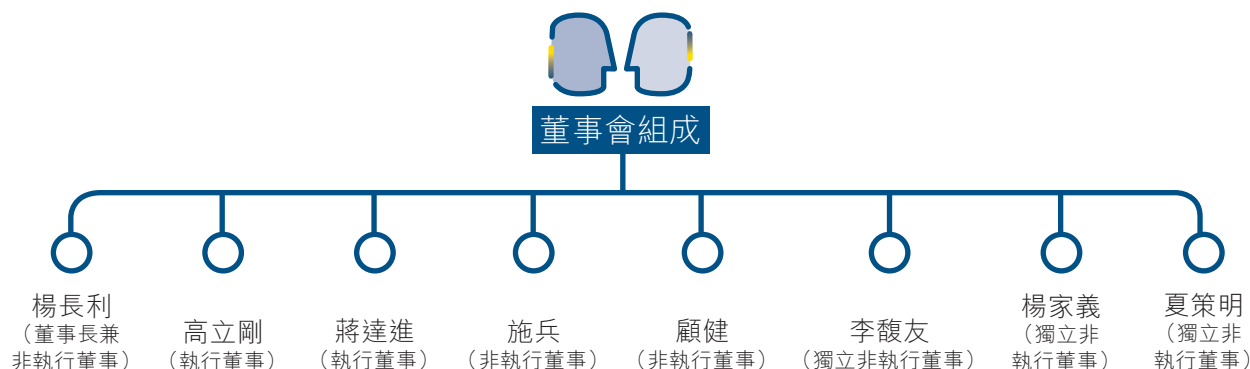 董事會組成
楊長利
（董事長兼
非執行董事）
高立剛
（執行董事）
蔣達進
（執行董事）
施兵
（非執行董事）
顧健
（非執行董事）
李馥友
（獨立非執行董事）
楊家義
（獨立非
執行董事）
夏策明
（獨立非
執行董事）